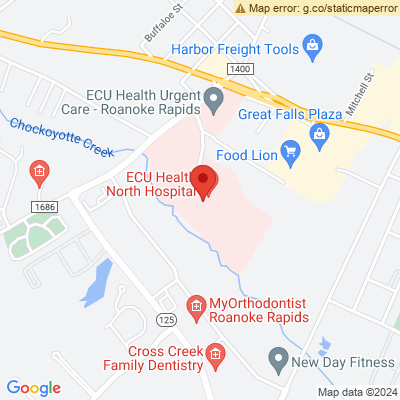 Map error: g.co/staticmaperror
Buffaloe St
Harbor Freight Tools
1400
Mitchell St.
ECU Health Urgent
Care - Roanoke Rapids
Great Falls Plaza
Chockoyotte Creek
Food Lion
ECU Health
North Hospital
1686
MyOrthodontist
Roanoke Rapids
125
Cross Creek
Family Dentistry
New Day Fitness
Google
Map data ©2024